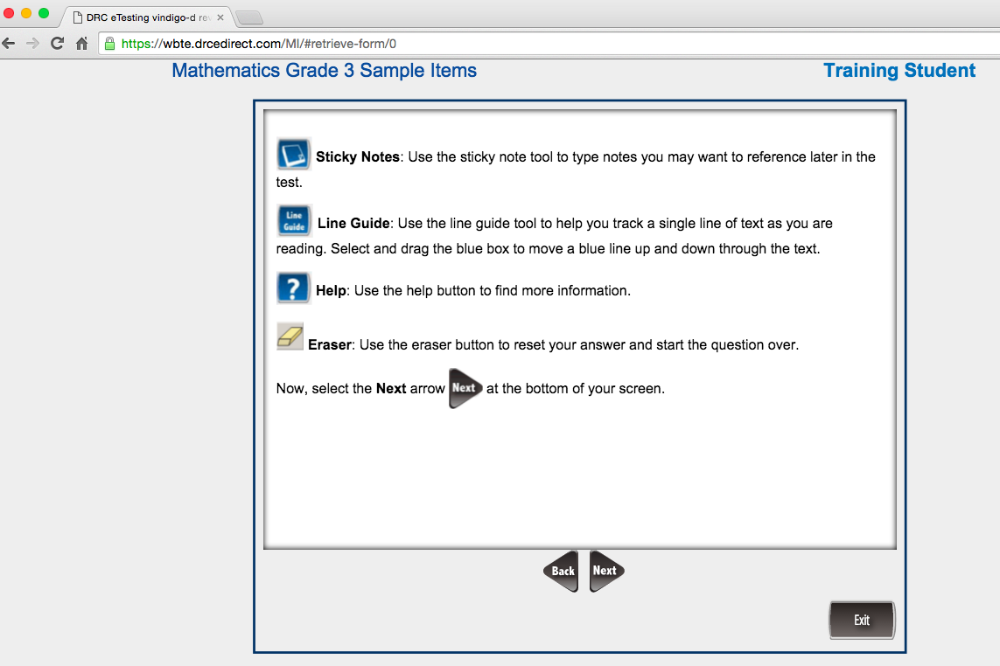 DRC eTesting vindigo-d rev
https://wbte.drcedirect.com/MI/#retrieve-form/0
Mathematics Grade 3 Sample Items
Training Student
Sticky Notes: Use the sticky note tool to type notes you may want to reference later in the
test.
Line
Guide
Line Guide: Use the line guide tool to help you track a single line of text as you are
reading. Select and drag the blue box to move a blue line up and down through the text.
?
Help: Use the help button to find more information.
Eraser: Use the eraser button to reset your answer and start the question over.
Now, select the Next arrow Next at the bottom of your screen.
Back
Next
Exit